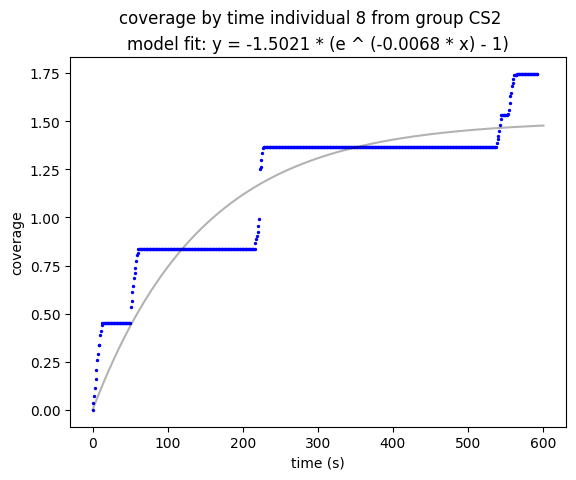 coverage by time individual 8 from group CS2
model fit: y = -1.5021 * (e ^ (-0.0068 * x) - 1)
1.75
1.50
1.25
1.00
0.75
0.50
0.25
0.00
coverage
0 100 200 300 400 500 600
time (s)